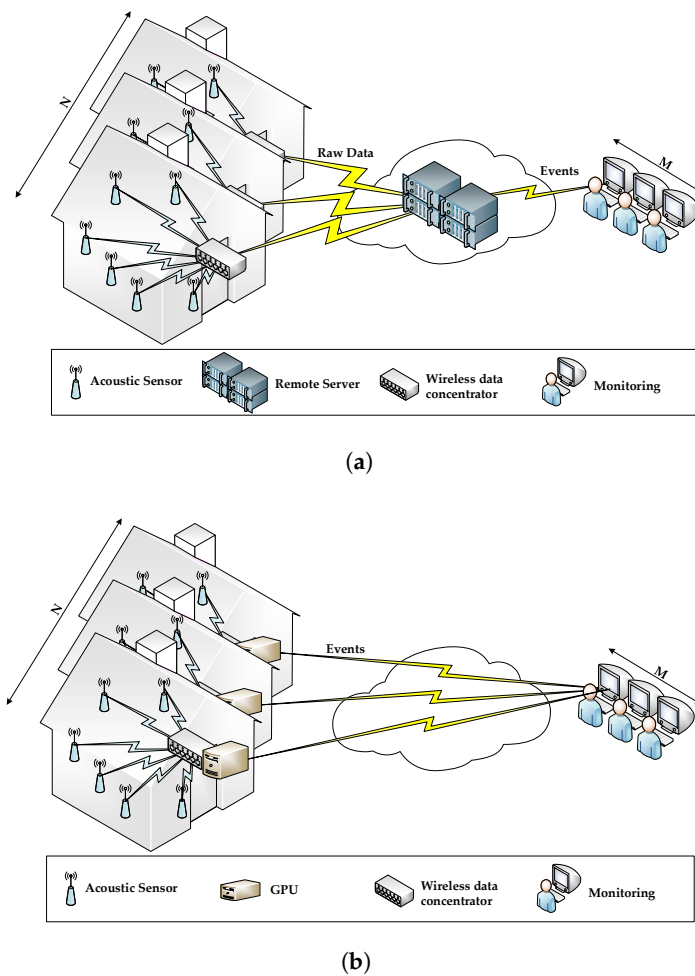 N
Raw Data
Events
M
Acoustic Sensor
Remote Server
Wireless data
concentrator
Monitoring
(a)
N
Events
M
Acoustic Sensor
GPU
Wireless data
concentrator
Monitoring
(b)